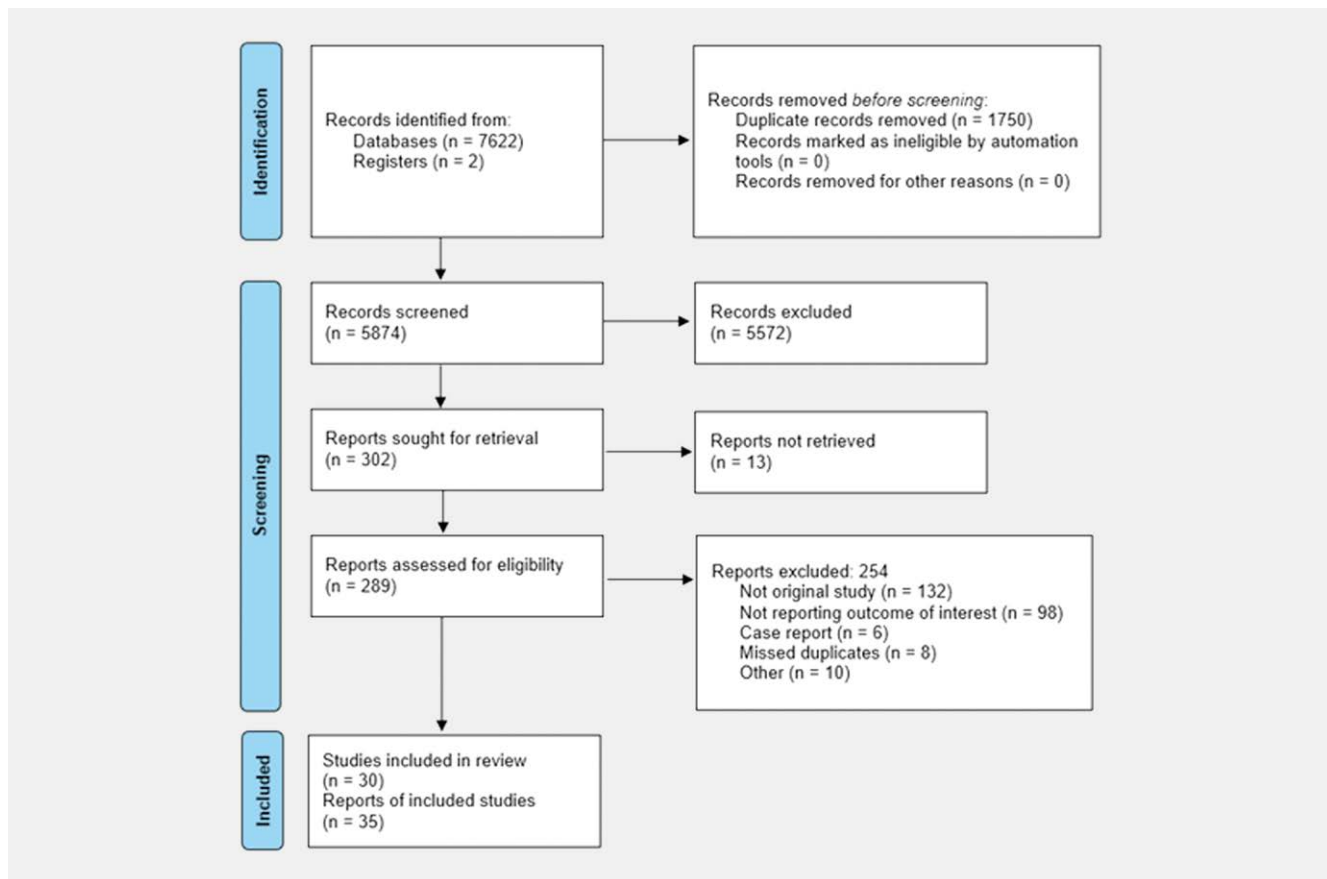 Identification
Records identified from:
Databases (n = 7622)
Registers (n = 2)
Records removed before screening:
Duplicate records removed (n = 1750)
Records marked as ineligible by automation
tools (n = 0)
Records removed for other reasons (n = 0)
Screening
Records screened
(n = 5874)
Records excluded
(n = 5572)
Reports sought for retrieval
(n = 302)
Reports not retrieved
(n = 13)
Reports assessed for eligibility
(n = 289)
Reports excluded: 254
Not original study (n = 132)
Not reporting outcome of interest (n = 98)
Case report (n = 6)
Missed duplicates (n = 8)
Other (n = 10)
Included
Studies included in review
(n = 30)
Reports of included studies
(n = 35)